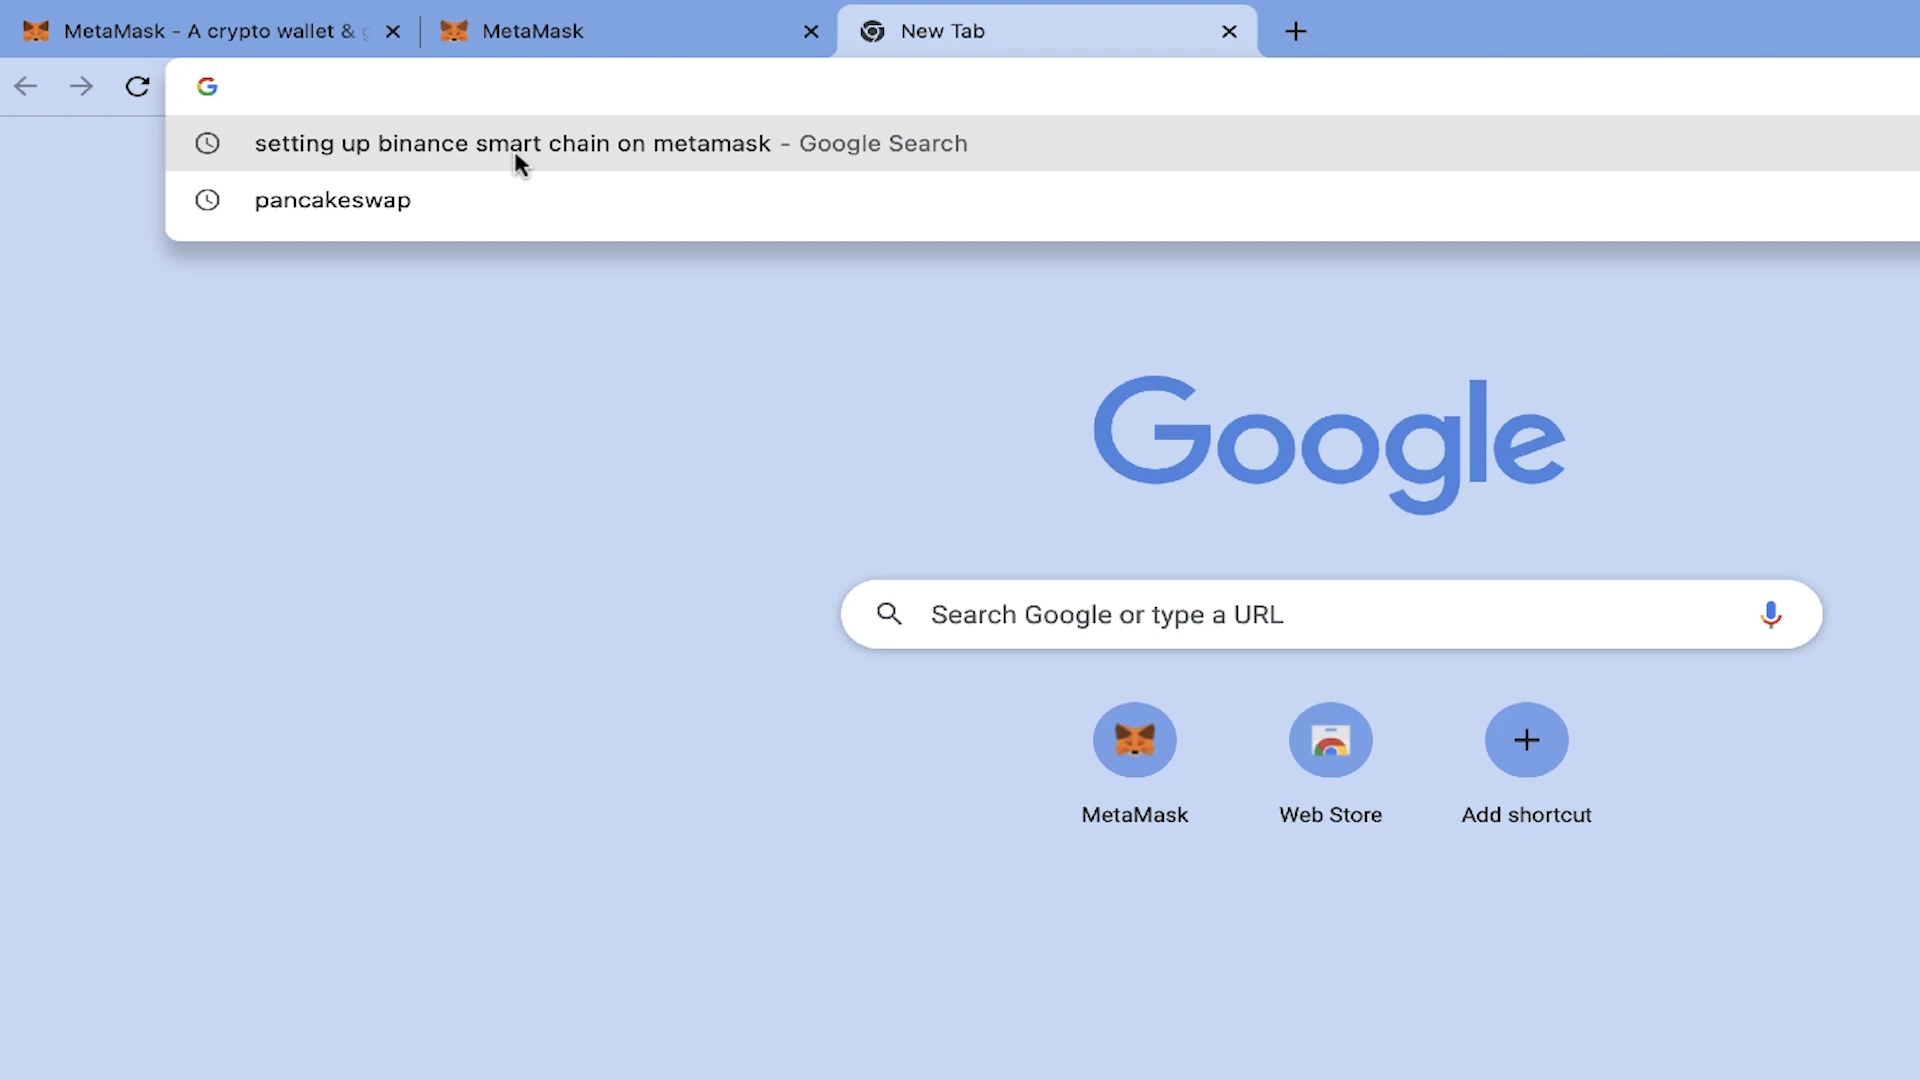 MetaMask - A crypto wallet &
MetaMask
New Tab
setting up binance smart chain on metamask - Google Search
pancakeswap
Google
Search Google or type a URL
MetaMask
Web Store
Add shortcut